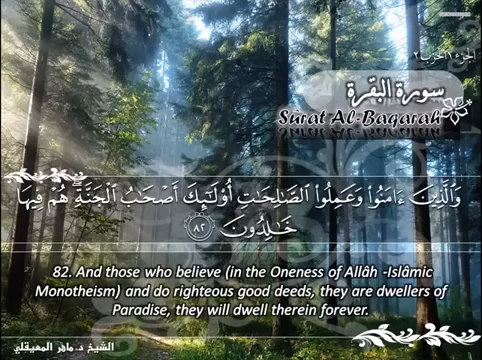 الجزء ١ الحزب ٢
سورة البقرة
Sûrat Al-Baqarah
وَالَّذِينَ ءَامَنُوا۟ وَعَمِلُوا۟ الصَّـٰلِحَـٰتِ أُو۟لَـٰٓئِكَ أَصْحَـٰبُ الْجَنَّةِ ۖ هُمْ فِيهَا
خَـٰلِدُونَ ٨٢
82. And those who believe (in the Oneness of Allâh -Islâmic
Monotheism) and do righteous good deeds, they are dwellers of
Paradise, they will dwell therein forever.
الشيخ د. ماهر المعيقلي